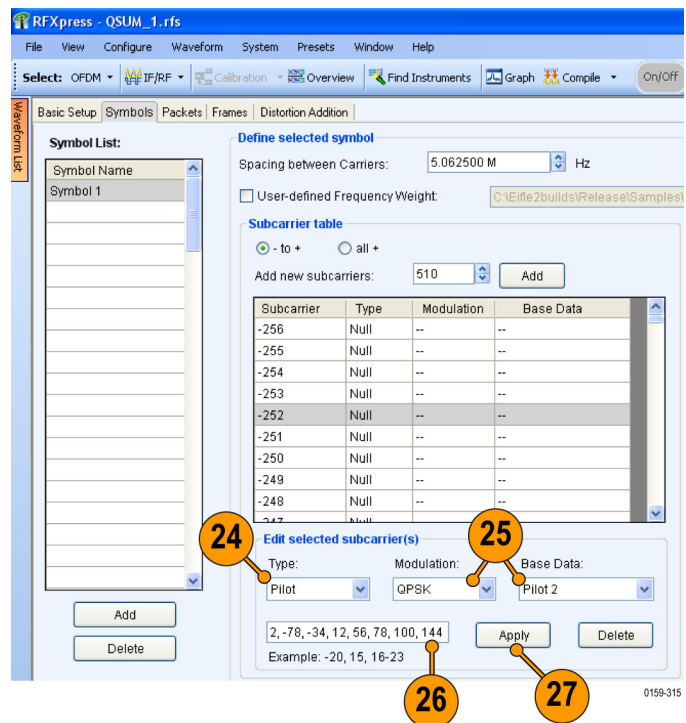 RFXpress - QSUM_1.rfs
File View Configure Waveform System Presets Window Help
Select: OFDM IF/RF Calibration Overview Find Instruments Graph Compile On/Off
Waveform List
Basic Setup Symbols Packets Frames Distortion Addition
Symbol List:
Symbol Name
Symbol 1
Add
Delete
Define selected symbol
Spacing between Carriers: 5.062500 M Hz
User-defined Frequency Weight: C:\Eifle2builds\Release\Samples\
Subcarrier table
- to + all +
Add new subcarriers: 510 Add
Subcarrier Type Modulation Base Data
-256 Null -- --
-255 Null -- --
-254 Null -- --
-253 Null -- --
-252 Null -- --
-251 Null -- --
-250 Null -- --
-249 Null -- --
-248 Null -- --
-247 Null
24
25
Edit selected subcarrier(s)
Type: Modulation: Base Data:
Pilot QPSK Pilot 2
2, -78, -34, 12, 56, 78, 100, 144 Apply Delete
Example: -20, 15, 16-23
26
27
0159-315